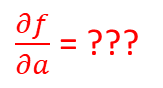 ∂f/∂a = ???